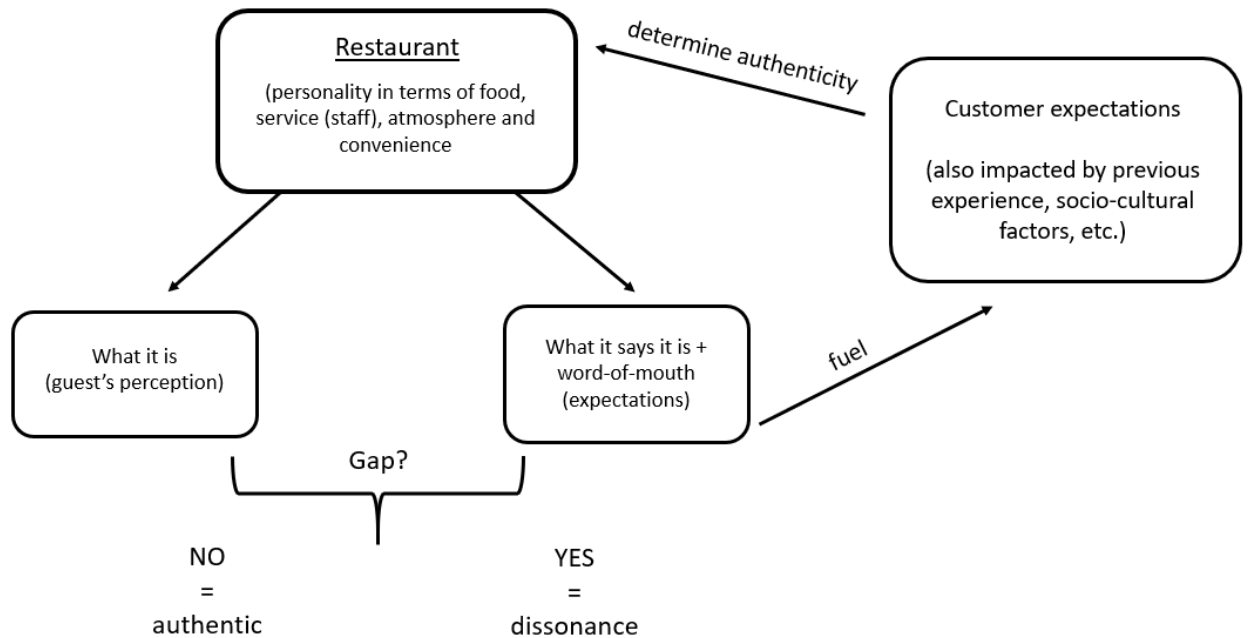 Restaurant
(personality in terms of food,
service (staff), atmosphere and
convenience
determine authenticity
Customer expectations
(also impacted by previous
experience, socio-cultural
factors, etc.)
What it is
(guest’s perception)
What it says it is +
word-of-mouth
(expectations)
fuel
Gap?
NO
=
authentic
YES
=
dissonance